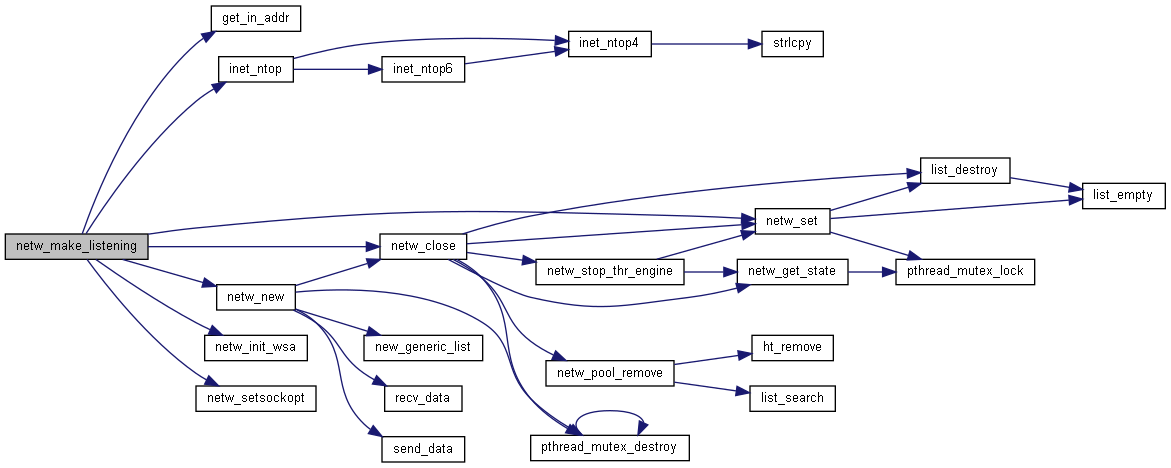 get_in_addr
inet_ntop4
strlcpy
inet_ntop
inet_ntop6
list_destroy
list_empty
netw_set
netw_make_listening
netw_close
netw_stop_thr_engine
netw_get_state
pthread_mutex_lock
netw_new
netw_init_wsa
new_generic_list
ht_remove
netw_pool_remove
netw_setsockopt
recv_data
list_search
send_data
pthread_mutex_destroy